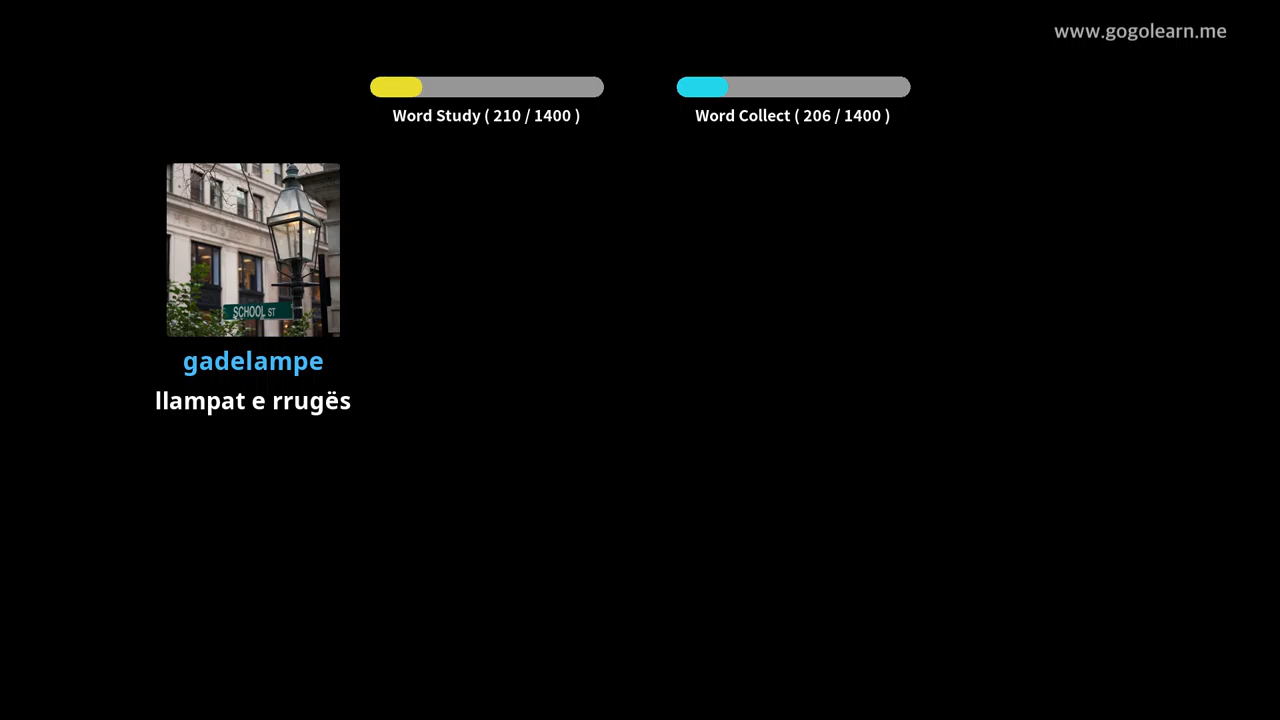 www.gogolearn.me
Word Study ( 210 / 1400 )
Word Collect ( 206 / 1400 )
SCHOOL ST
gadelampe
llampat e rrugës